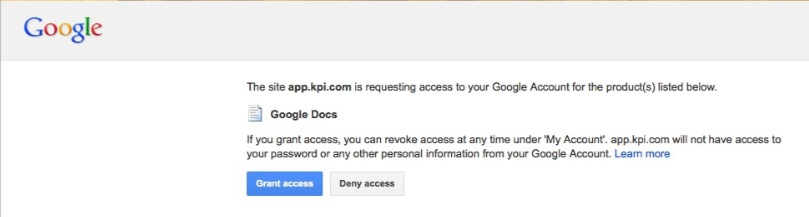 Google
The site app.kpi.com is requesting access to your Google Account for the product(s) listed below.
Google Docs
If you grant access, you can revoke access at any time under 'My Account'. app.kpi.com will not have access to
your password or any other personal information from your Google Account. Learn more
Grant access Deny access